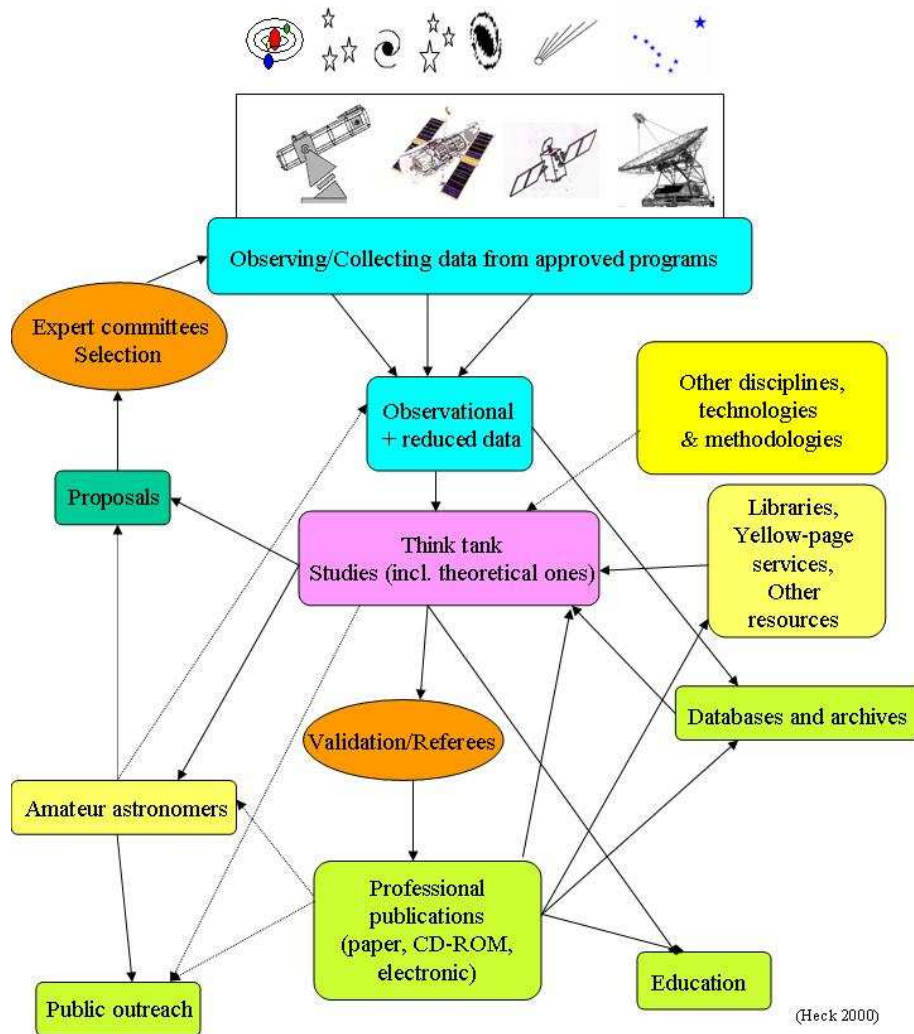 Observing/Collecting data from approved programs
Expert committees
Selection
Observational
+ reduced data
Other disciplines,
technologies
& methodologies
Proposals
Libraries,
Yellow-page
services,
Other
resources
Think tank
Studies (incl. theoretical ones)
Databases and archives
Validation/Referees
Amateur astronomers
Professional
publications
(paper, CD-ROM,
electronic)
Education
Public outreach
(Heck 2000)